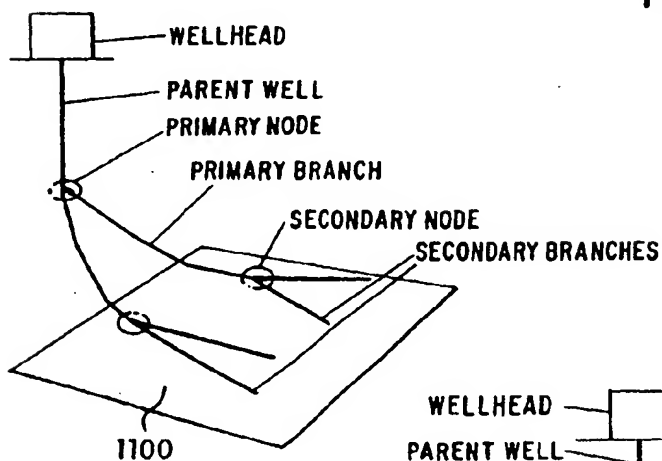 WELLHEAD
PARENT WELL
PRIMARY NODE
PRIMARY BRANCH
SECONDARY NODE
SECONDARY BRANCHES
1100
WELLHEAD
PARENT WELL